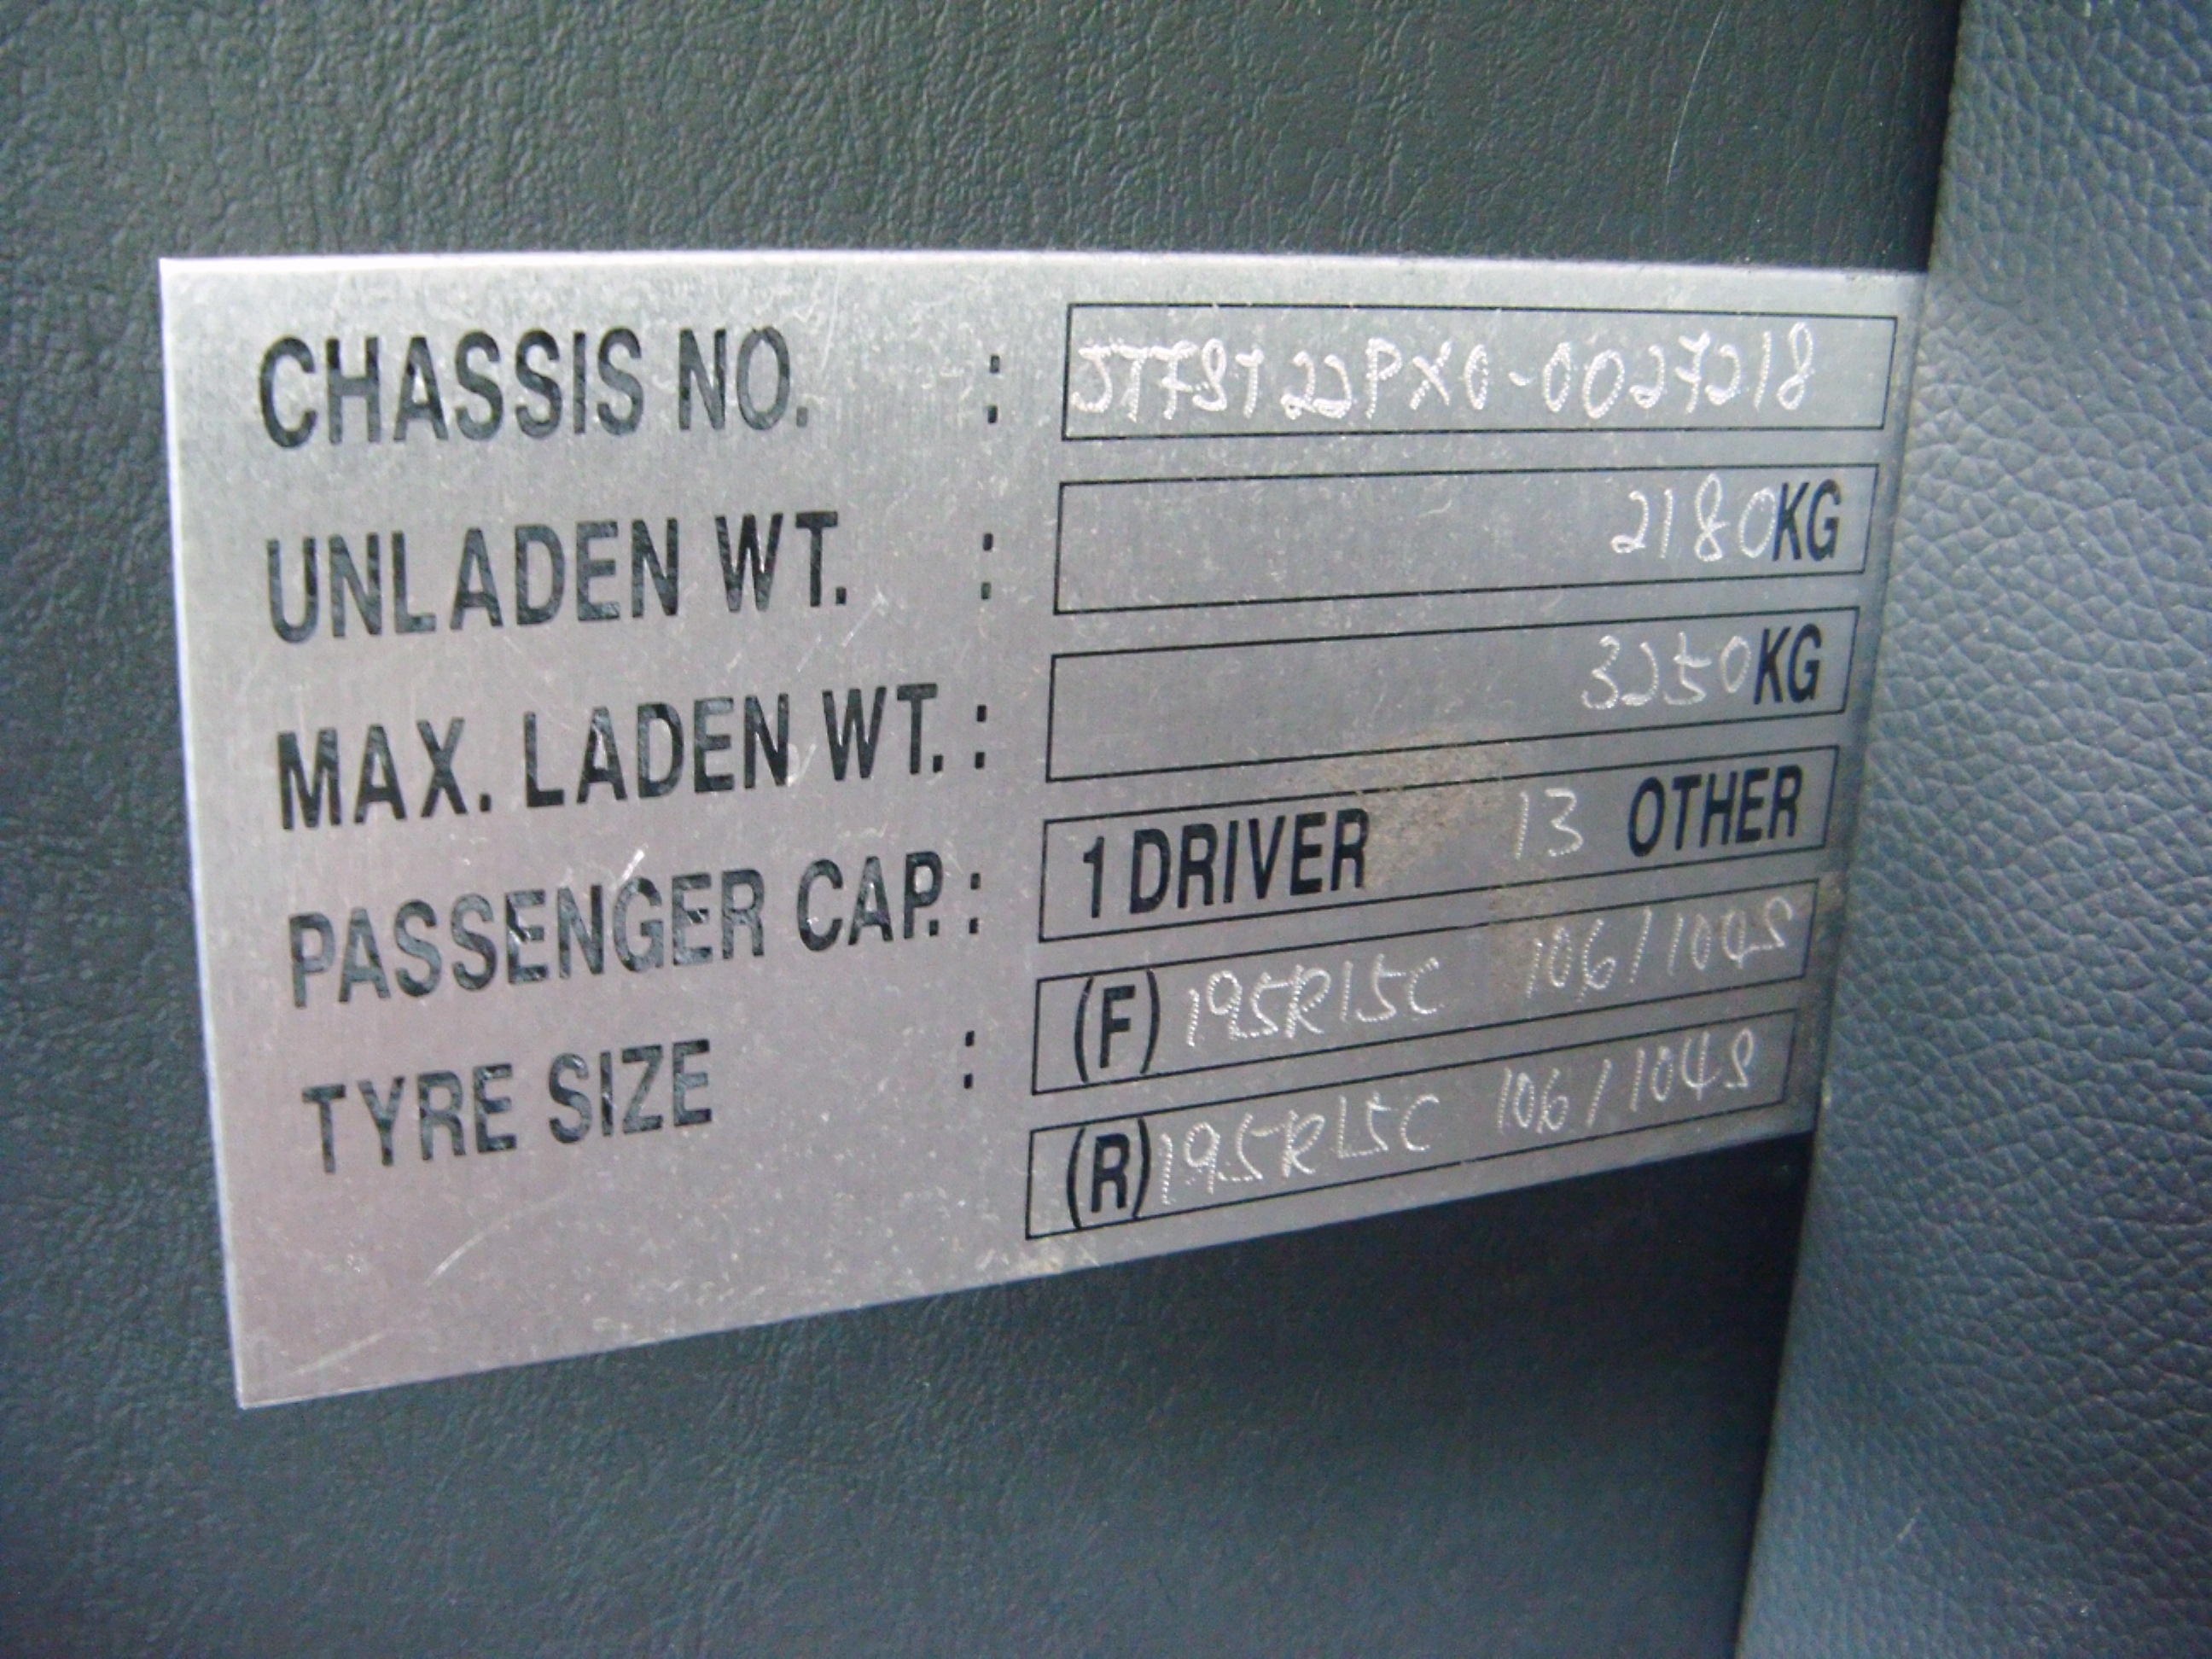 CHASSIS NO. : JTFST22PX0-0027218
UNLADEN WT. : 2180KG
MAX. LADEN WT. : 3250KG
PASSENGER CAP. : 1 DRIVER 13 OTHER
TYRE SIZE : (F) 195R15C 106/104S
(R) 195R15C 106/104S